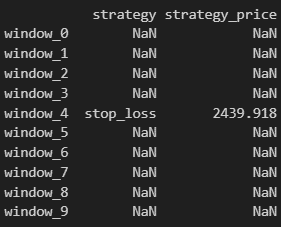 strategy strategy_price
window_0 NaN NaN
window_1 NaN NaN
window_2 NaN NaN
window_3 NaN NaN
window_4 stop_loss 2439.918
window_5 NaN NaN
window_6 NaN NaN
window_7 NaN NaN
window_8 NaN NaN
window_9 NaN NaN